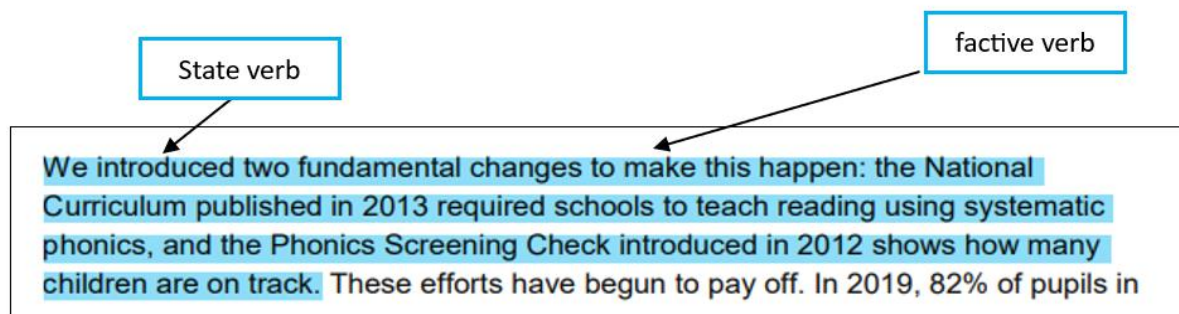 State verb
factive verb
We introduced two fundamental changes to make this happen: the National
Curriculum published in 2013 required schools to teach reading using systematic
phonics, and the Phonics Screening Check introduced in 2012 shows how many
children are on track. These efforts have begun to pay off. In 2019, 82% of pupils in